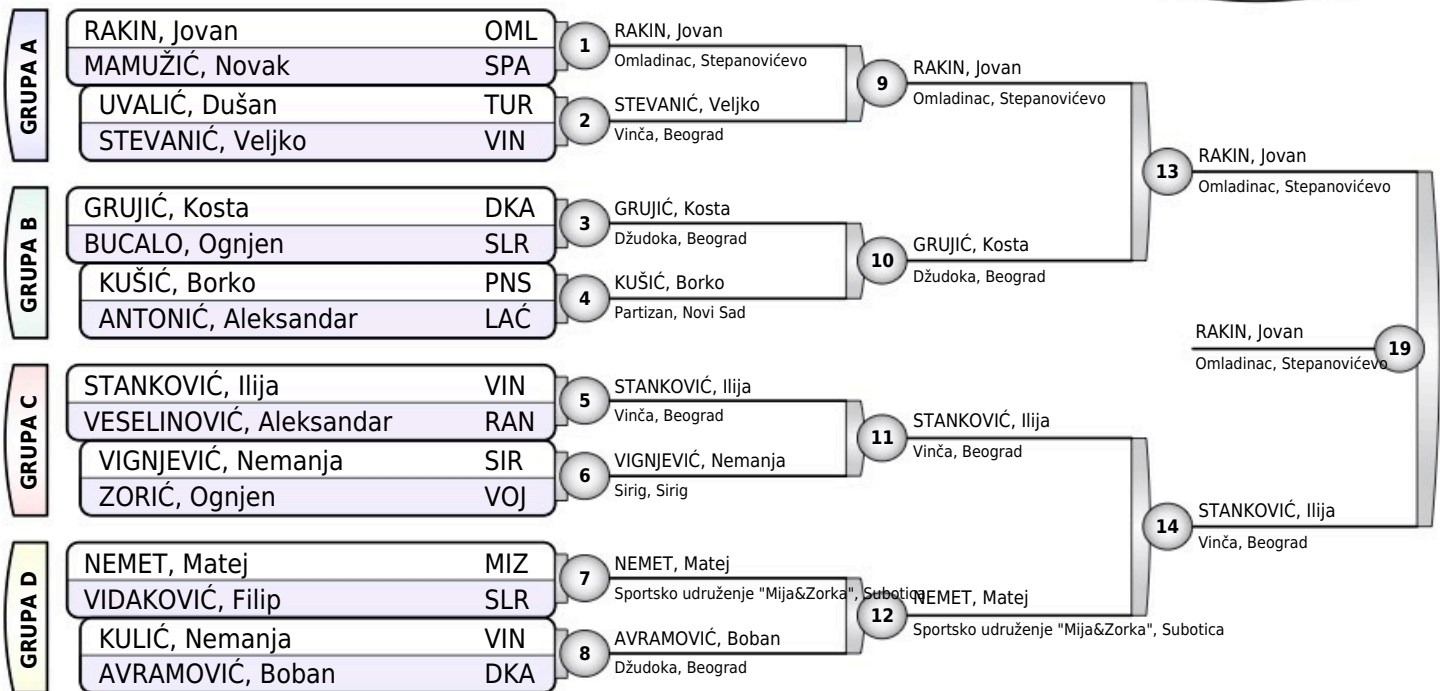 GRUPA A
RAKIN, Jovan OML
MAMUŽIĆ, Novak SPA
UVALIĆ, Dušan TUR
STEVANIĆ, Veljko VIN
GRUPA B
GRUJIĆ, Kosta DKA
BUCALO, Ognjen SLR
KUŠIĆ, Borko PNS
ANTONIĆ, Aleksandar LAĆ
GRUPA C
STANKOVIĆ, Ilija VIN
VESELINOVIĆ, Aleksandar RAN
VIGNJEVIĆ, Nemanja SIR
ZORIĆ, Ognjen VOJ
GRUPA D
NEMET, Matej MIZ
VIDAKOVIĆ, Filip SLR
KULIĆ, Nemanja VIN
AVRAMOVIĆ, Boban DKA
1
RAKIN, Jovan
Omladinac, Stepanovićevo
2
STEVANIĆ, Veljko
Vinča, Beograd
3
GRUJIĆ, Kosta
Džudoka, Beograd
4
KUŠIĆ, Borko
Partizan, Novi Sad
5
STANKOVIĆ, Ilija
Vinča, Beograd
6
VIGNJEVIĆ, Nemanja
Sirig, Sirig
7
NEMET, Matej
Sportsko udruženje "Mija&Zorka", Subotica
8
AVRAMOVIĆ, Boban
Džudoka, Beograd
9
RAKIN, Jovan
Omladinac, Stepanovićevo
10
GRUJIĆ, Kosta
Džudoka, Beograd
11
STANKOVIĆ, Ilija
Vinča, Beograd
12
NEMET, Matej
Sportsko udruženje "Mija&Zorka", Subotica
13
RAKIN, Jovan
Omladinac, Stepanovićevo
14
STANKOVIĆ, Ilija
Vinča, Beograd
RAKIN, Jovan
Omladinac, Stepanovićevo
19